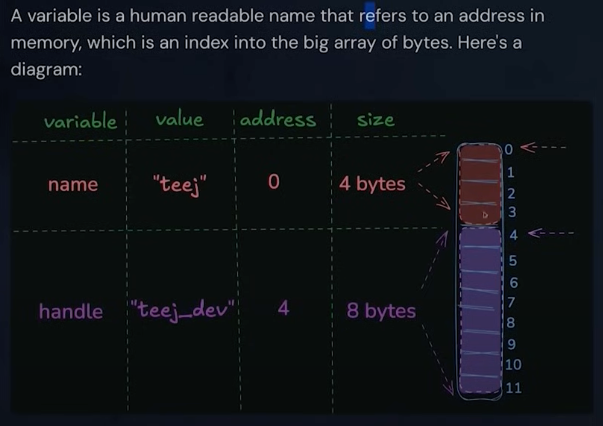 A variable is a human readable name that refers to an address in
memory, which is an index into the big array of bytes. Here's a
diagram:
variable value address size
name "teej" 0 4 bytes
handle "teej_dev" 4 8 bytes
0
1
2
3
4
5
6
7
8
9
10
11